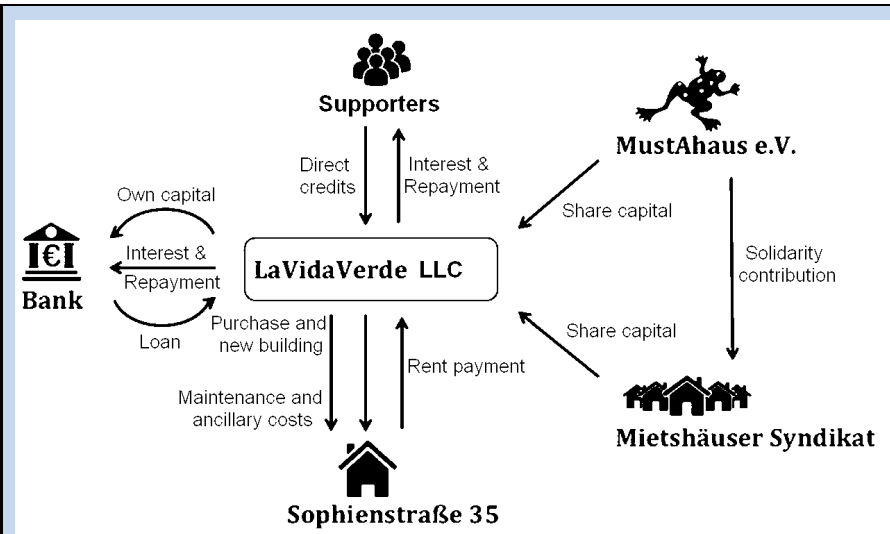 Supporters
MustAhaus e.V.
Direct
credits
Interest &
Repayment
Own capital
Share capital
I€I
Bank
Interest &
Repayment
LaVidaVerde LLC
Solidarity
contribution
Loan
Purchase and
new building
Share capital
Rent payment
Maintenance and
ancillary costs
Mietshäuser Syndikat
Sophienstraße 35